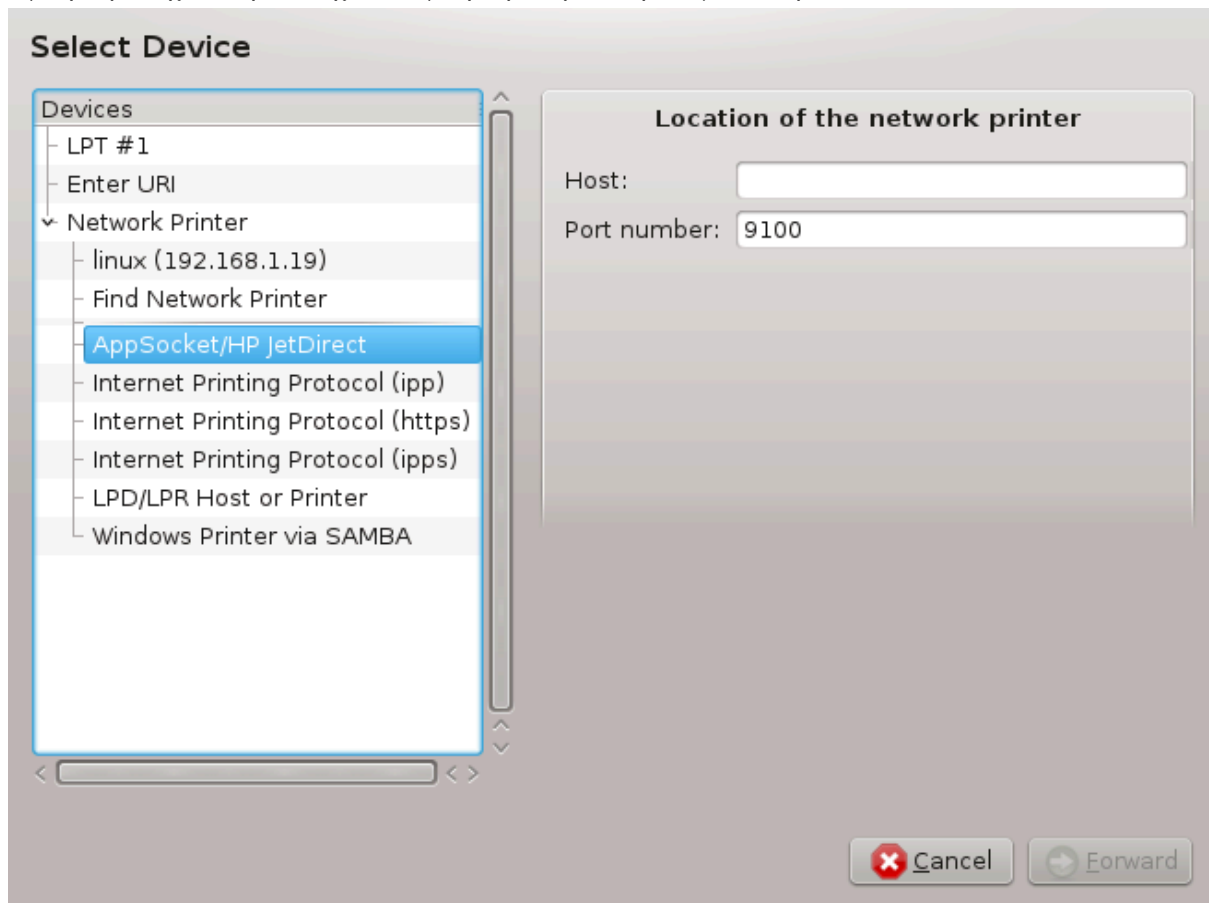 Select Device
Devices
LPT #1
Enter URI
Network Printer
linux (192.168.1.19)
Find Network Printer
AppSocket/HP JetDirect
Internet Printing Protocol (ipp)
Internet Printing Protocol (https)
Internet Printing Protocol (ipps)
LPD/LPR Host or Printer
Windows Printer via SAMBA
Location of the network printer
Host:
Port number: 9100
Cancel
Forward